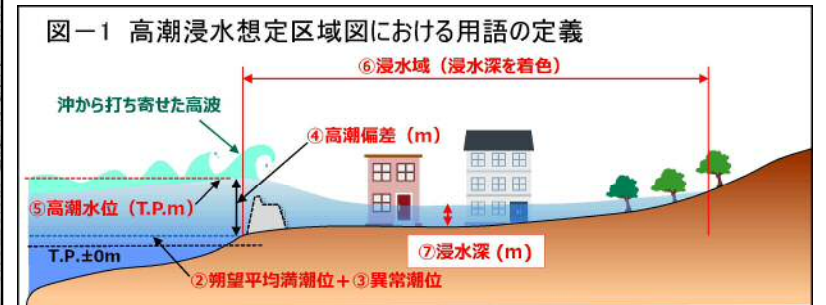 図－1 高潮浸水想定区域図における用語の定義
⑥浸水域（浸水深を着色）
沖から打ち寄せた高波
④高潮偏差（m）
⑤高潮水位（T.P.m）
⑦浸水深 (m)
T.P.±0m
②朔望平均満潮位＋③異常潮位